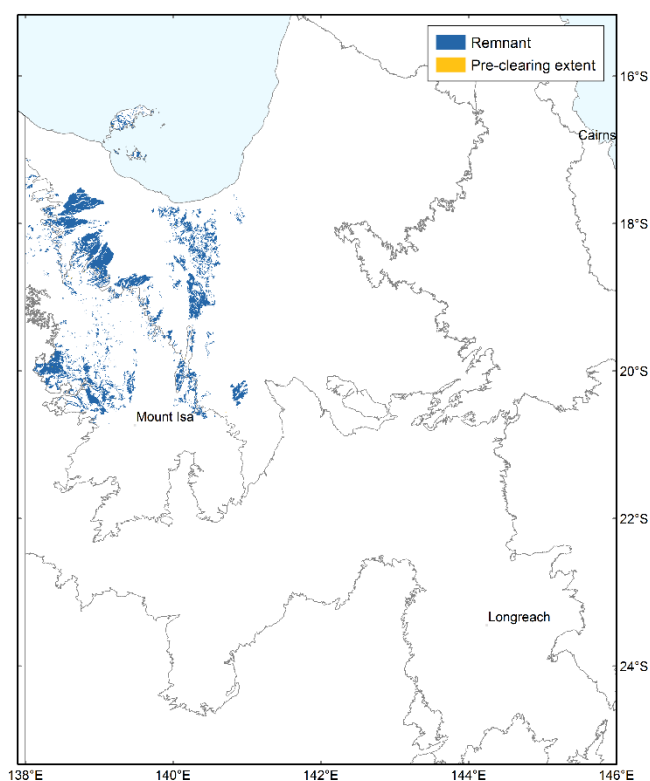 Remnant
Pre-clearing extent
16°S
Cairns
18°S
20°S
Mount Isa
22°S
Longreach
24°S
138°E
140°E
142°E
144°E
146°E